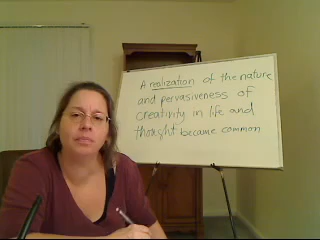 A realization of the nature
and pervasiveness of
creativity in life and
thought became common